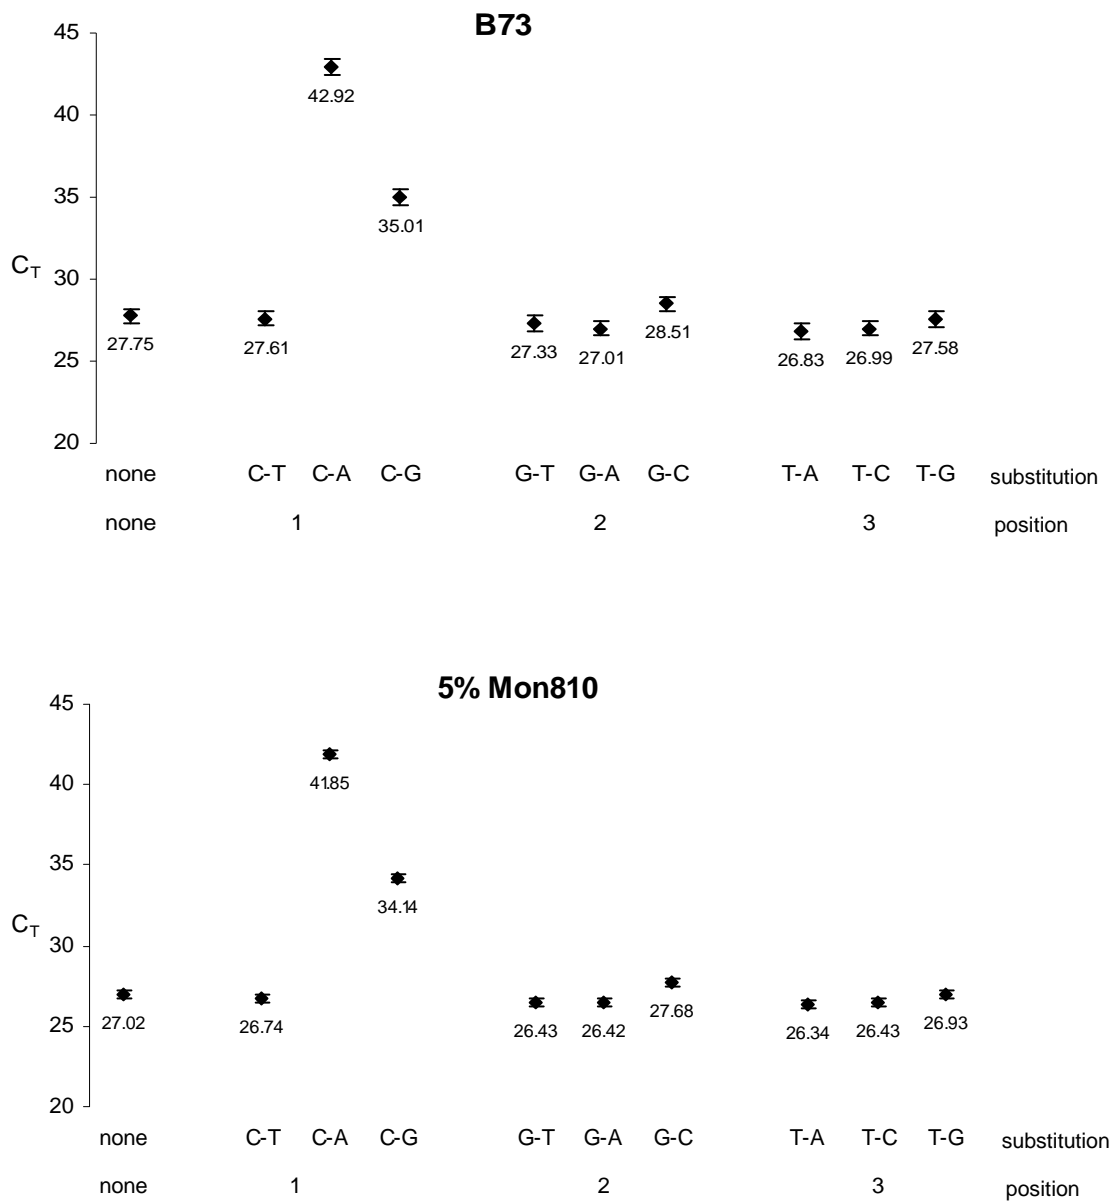 B73
45
42.92
40
35
35.01
C_T
30
27.75 27.61 27.33 27.01 28.51 26.83 26.99 27.58
25
20
none C-T C-A C-G G-T G-A G-C T-A T-C T-G substitution
none 1 2 3 position
5% Mon810
45
41.85
40
35
34.14
C_T
30
27.02 26.74 26.43 26.42 27.68 26.34 26.43 26.93
25
20
none C-T C-A C-G G-T G-A G-C T-A T-C T-G substitution
none 1 2 3 position